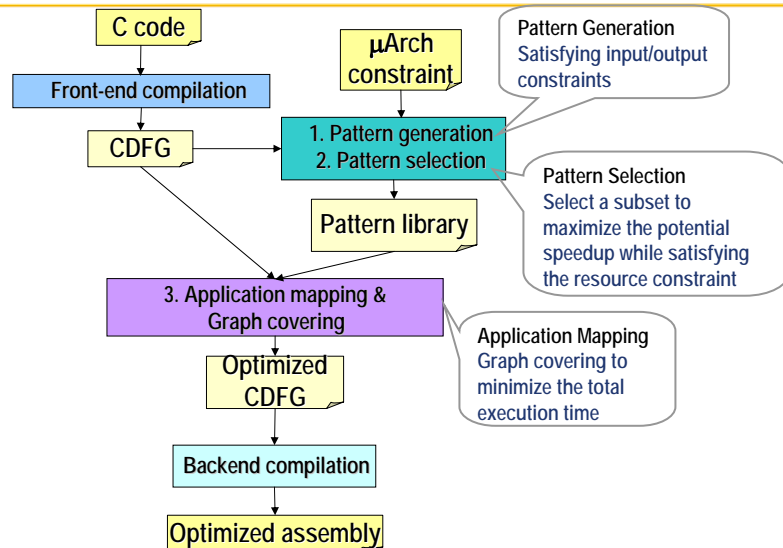 C code
Front-end compilation
CDFG
μArch
constraint
1. Pattern generation
2. Pattern selection
Pattern library
3. Application mapping &
Graph covering
Optimized
CDFG
Backend compilation
Optimized assembly
Pattern Generation
Satisfying input/output
constraints
Pattern Selection
Select a subset to
maximize the potential
speedup while satisfying
the resource constraint
Application Mapping
Graph covering to
minimize the total
execution time